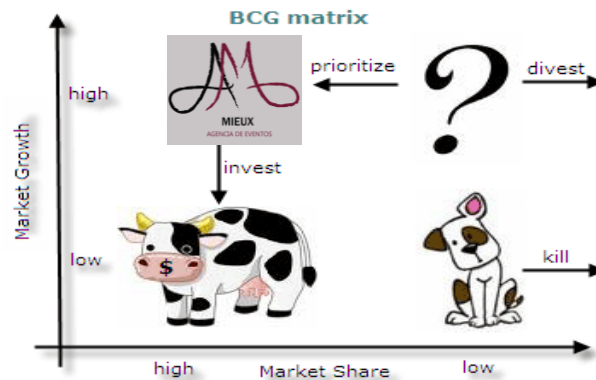 BCG matrix
prioritize
divest
high
?
MIEUX
AGENCIA DE EVENTOS
invest
Market Growth
low
$
kill
high
Market Share
low